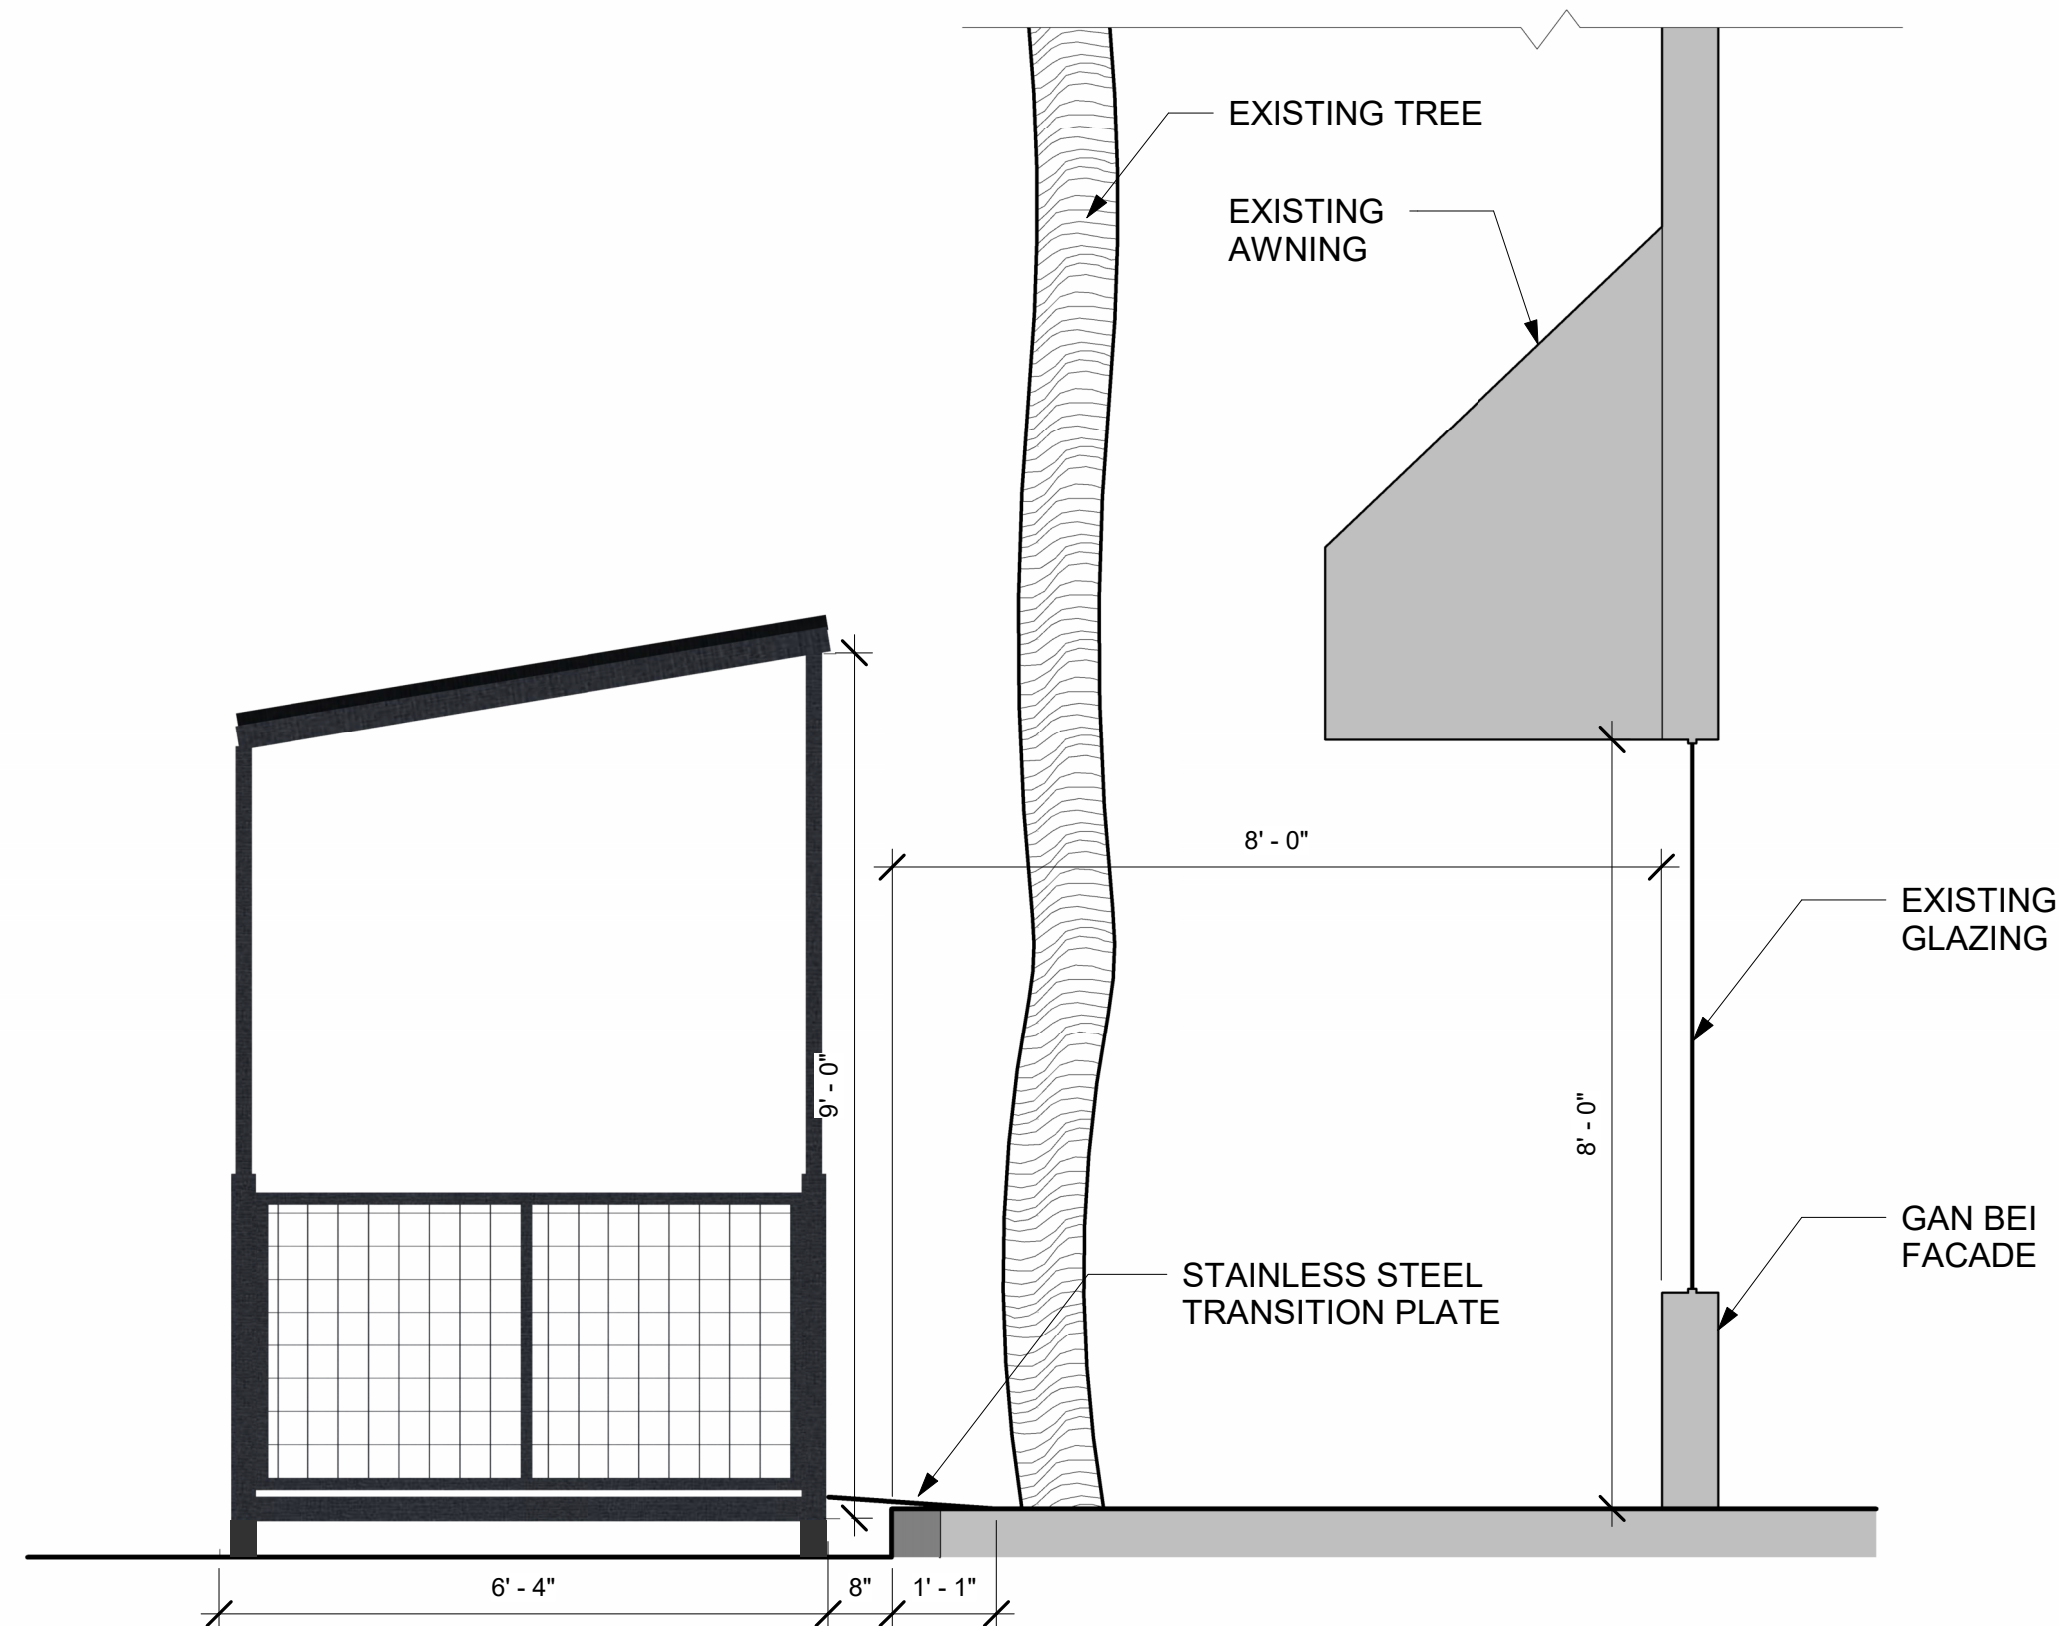 EXISTING TREE
EXISTING
AWNING
8' - 0"
EXISTING
GLAZING
9' - 0"
8' - 0"
GAN BEI
FACADE
STAINLESS STEEL
TRANSITION PLATE
6' - 4"
8"
1' - 1"